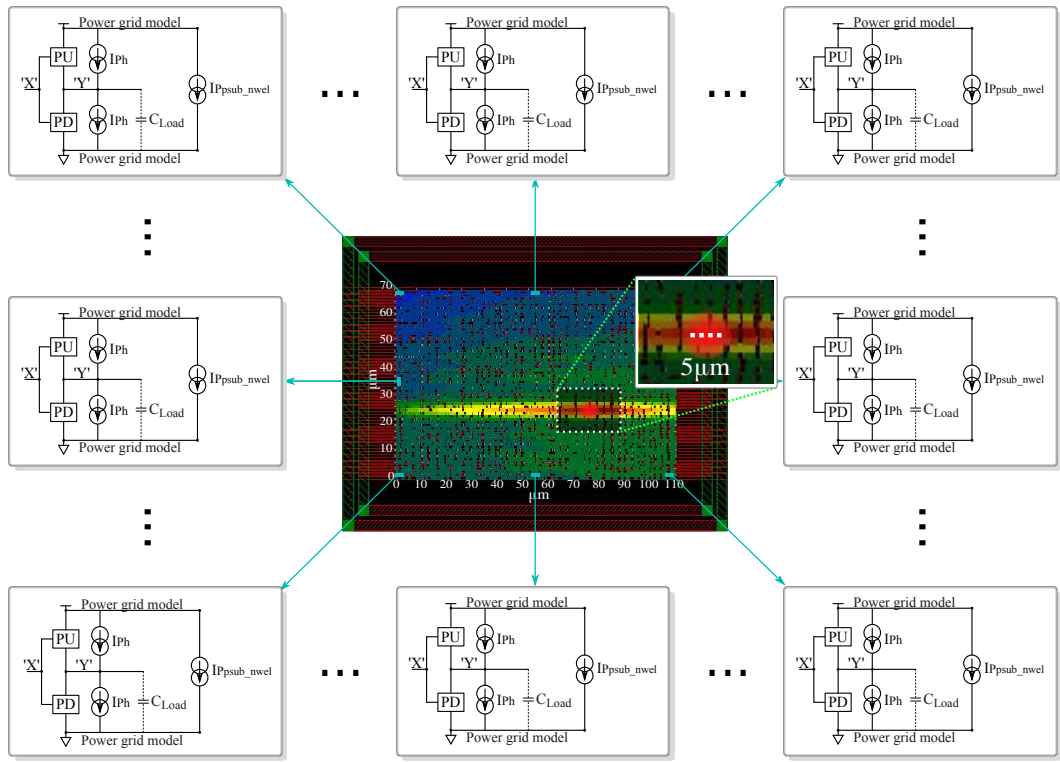 Power grid model
PU
IPh
'X'
'Y'
IPpsub_nwel
PD
IPh
CLoad
Power grid model
...
Power grid model
PU
IPh
'X'
'Y'
IPpsub_nwel
PD
IPh
CLoad
Power grid model
...
Power grid model
PU
IPh
'X'
'Y'
IPpsub_nwel
PD
IPh
CLoad
Power grid model
Power grid model
PU
IPh
'X'
'Y'
IPpsub_nwel
PD
IPh
CLoad
Power grid model
70
60
50
40
30
20
10
0
μm
0 10 20 30 40 50 60 70 80 90 100 110
μm
5μm
Power grid model
PU
IPh
'X'
'Y'
IPpsub_nwel
PD
IPh
CLoad
Power grid model
Power grid model
PU
IPh
'X'
'Y'
IPpsub_nwel
PD
IPh
CLoad
Power grid model
...
Power grid model
PU
IPh
'X'
'Y'
IPpsub_nwel
PD
IPh
CLoad
Power grid model
...
Power grid model
PU
IPh
'X'
'Y'
IPpsub_nwel
PD
IPh
CLoad
Power grid model